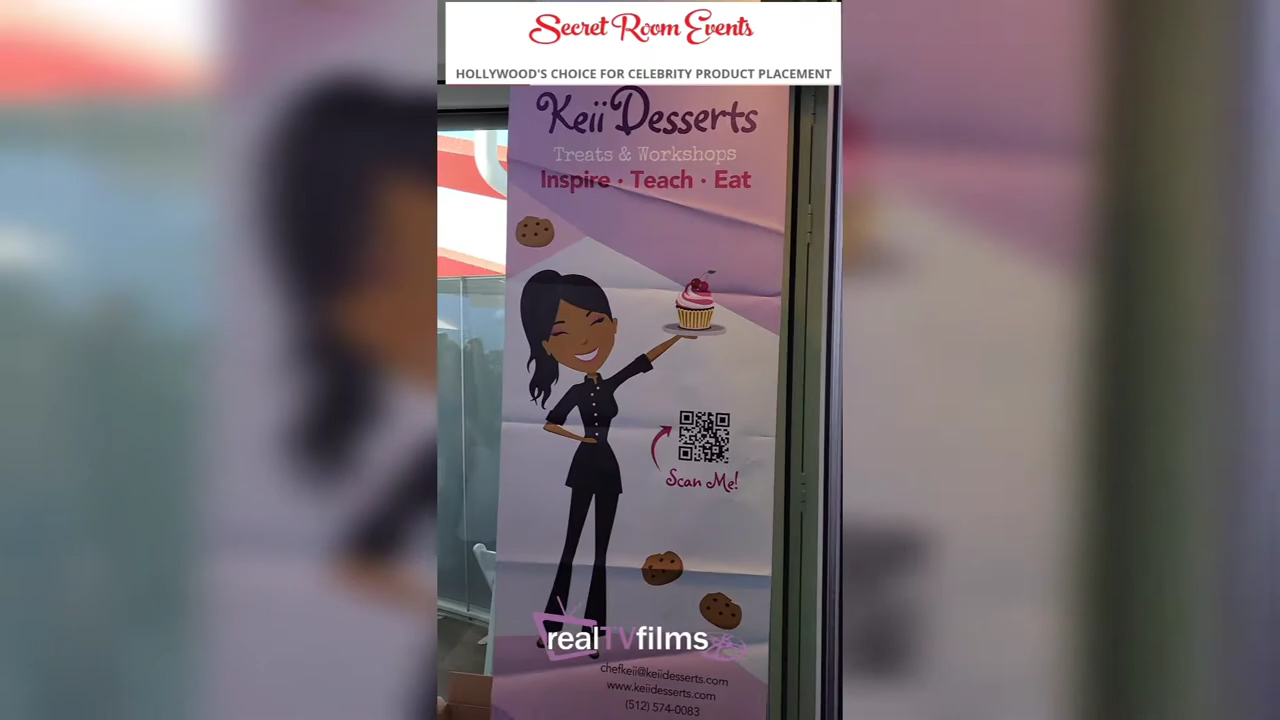 Secret Room Events
HOLLYWOOD'S CHOICE FOR CELEBRITY PRODUCT PLACEMENT
Keii Desserts
Treats & Workshops
Inspire · Teach · Eat
Scan Me!
realTVfilms
chefkeii@keiidesserts.com
www.keiidesserts.com
(512) 574-0083